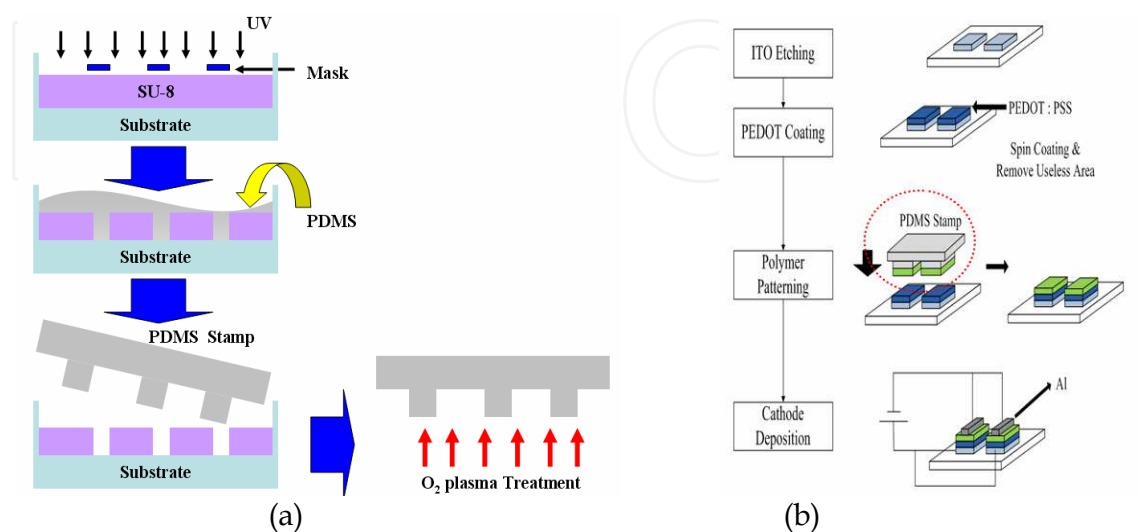 UV
Mask
SU-8
Substrate
PDMS
Substrate
PDMS Stamp
Substrate
O₂ plasma Treatment
(a)
ITO Etching
PEDOT Coating
PEDOT : PSS
Spin Coating &
Remove Useless Area
PDMS Stamp
Polymer
Patterning
Al
Cathode
Deposition
(b)